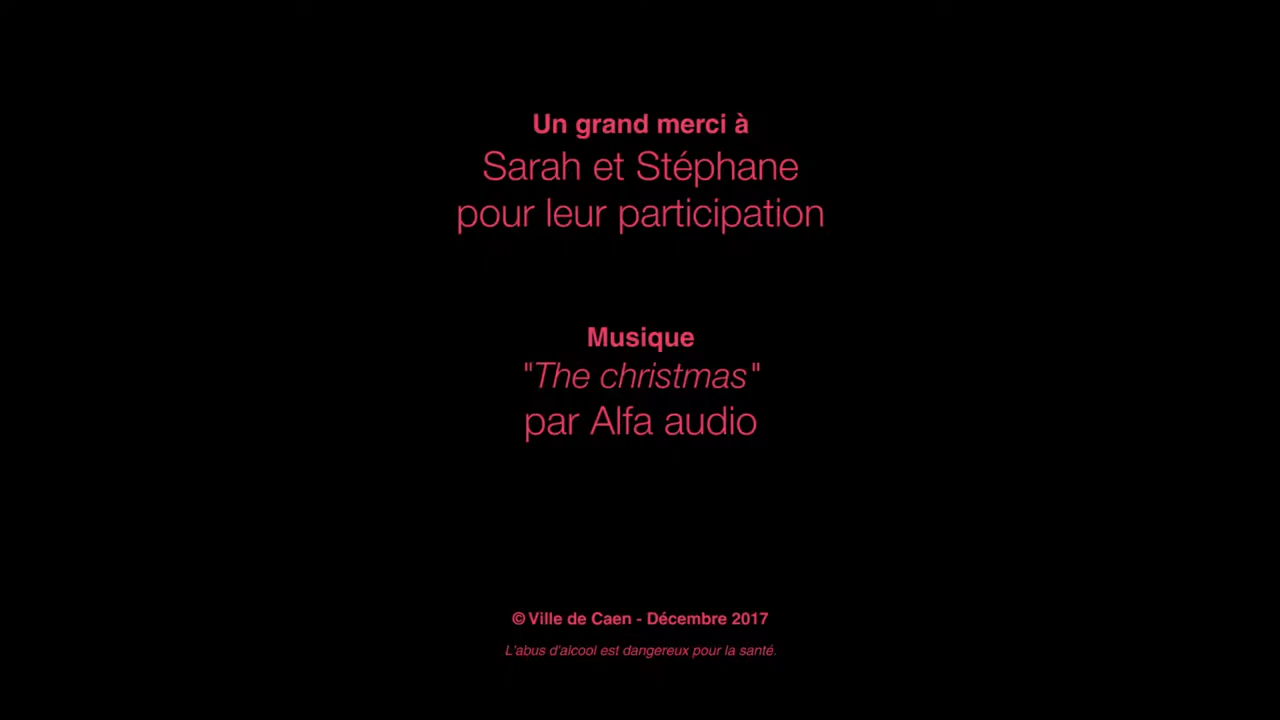 Un grand merci à
Sarah et Stéphane
pour leur participation
Musique
"The christmas"
par Alfa audio
© Ville de Caen - Décembre 2017
L'abus d'alcool est dangereux pour la santé.